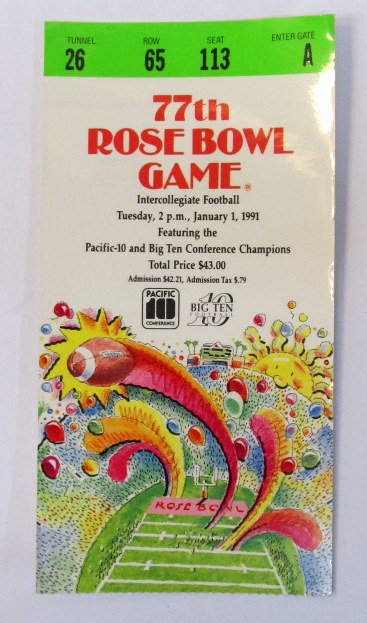 TUNNEL ROW SEAT ENTER GATE
26 65 113 A
77th
ROSE BOWL
GAME®
Intercollegiate Football
Tuesday, 2 p.m., January 1, 1991
Featuring the
Pacific-10 and Big Ten Conference Champions
Total Price $43.00
Admission $42.21, Admission Tax $.79
PACIFIC
10
CONFERENCE
BIG TEN
10
ROSE BOWL